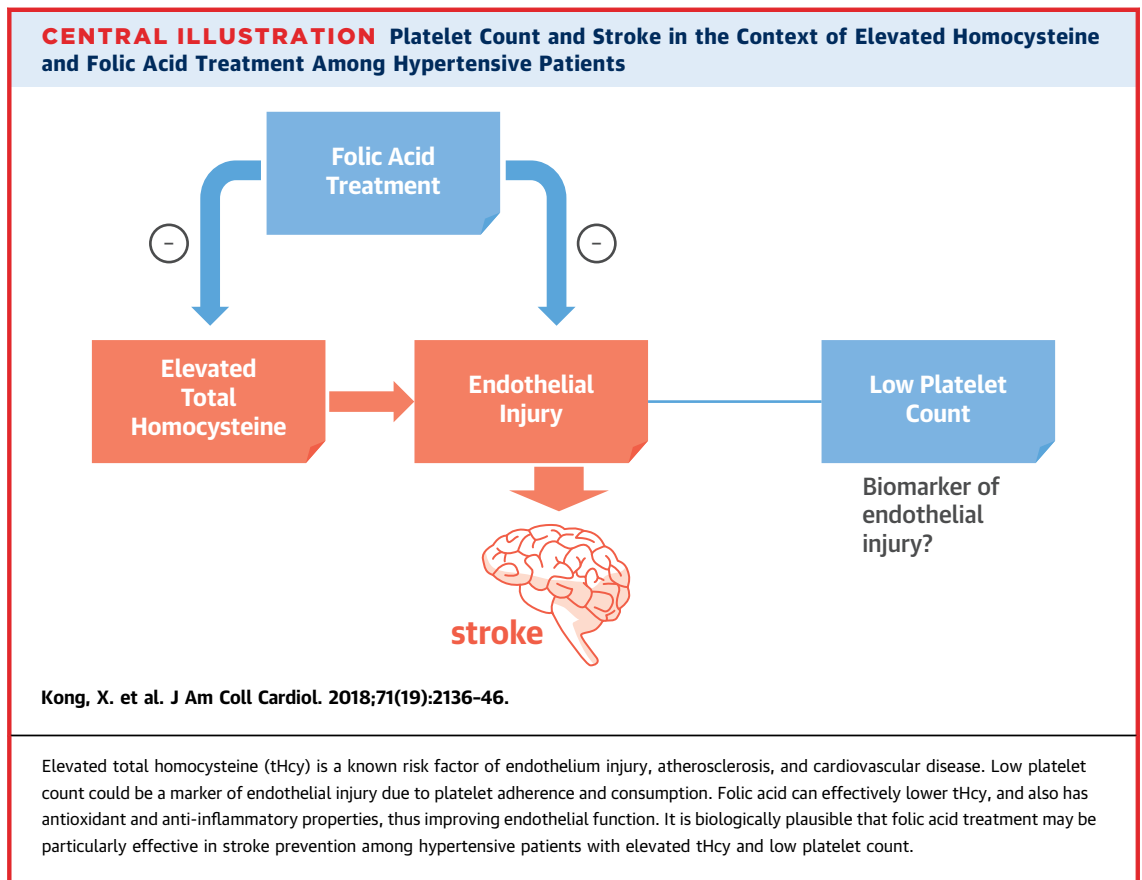 CENTRAL ILLUSTRATION Platelet Count and Stroke in the Context of Elevated Homocysteine
and Folic Acid Treatment Among Hypertensive Patients
Folic Acid
Treatment
–
–
Elevated
Total
Homocysteine
Endothelial
Injury
Low Platelet
Count
Biomarker of
endothelial
injury?
stroke
Kong, X. et al. J Am Coll Cardiol. 2018;71(19):2136–46.
Elevated total homocysteine (tHcy) is a known risk factor of endothelium injury, atherosclerosis, and cardiovascular disease. Low platelet
count could be a marker of endothelial injury due to platelet adherence and consumption. Folic acid can effectively lower tHcy, and also has
antioxidant and anti-inflammatory properties, thus improving endothelial function. It is biologically plausible that folic acid treatment may be
particularly effective in stroke prevention among hypertensive patients with elevated tHcy and low platelet count.